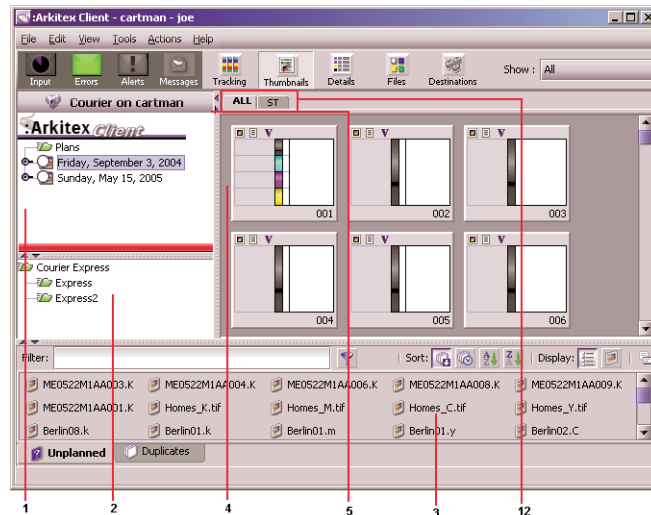 :Arkitex Client - cartman - joe
File Edit View Tools Actions Help
Input Errors Alerts Messages Tracking Thumbnails Details Files Destinations Show : All
Courier on cartman
ALL ST
:Arkitex Client
Plans
Friday, September 3, 2004
Sunday, May 15, 2005
V V V
001 002 003
Courier Express
Express
Express2
V V V
004 005 006
Filter: Sort: Display:
ME0522M1AA003.K ME0522M1AA004.K ME0522M1AA006.K ME0522M1AA008.K ME0522M1AA009.K
ME0522M1AA001.K Homes_K.tif Homes_M.tif Homes_C.tif Homes_Y.tif
Berlin08.k Berlin01.k Berlin01.m Berlin01.y Berlin02.C
Unplanned Duplicates
1 2 4 5 3 12